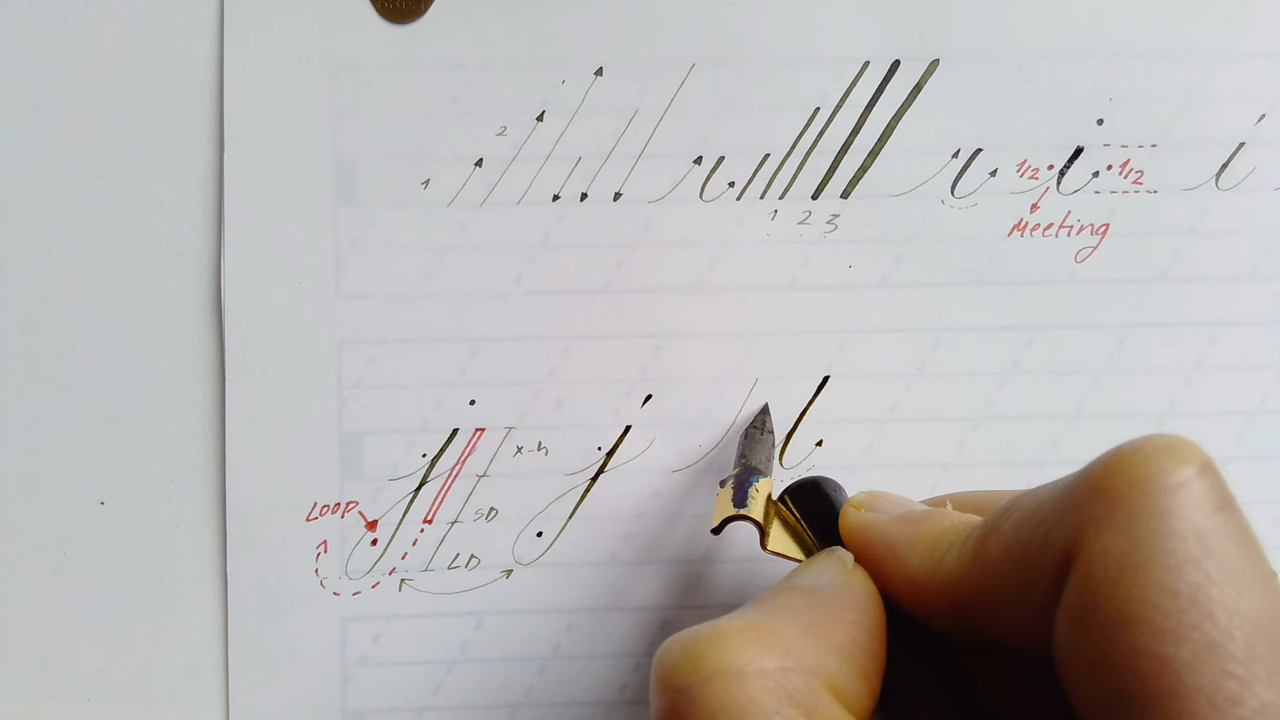 2
1
i
1/2 1/2 i
1 2 3
Meeting
j x-h j t
SD
LOOP
LD